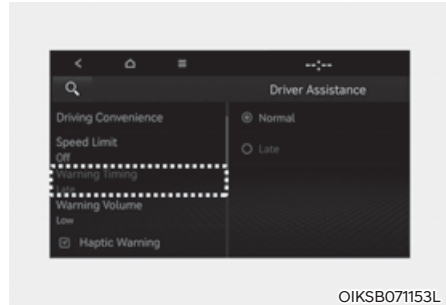 --:--
Driver Assistance
Driving Convenience
Normal
Speed Limit
Off
Late
Warning Timing
Late
Warning Volume
Low
Haptic Warning
OIKSB071153L